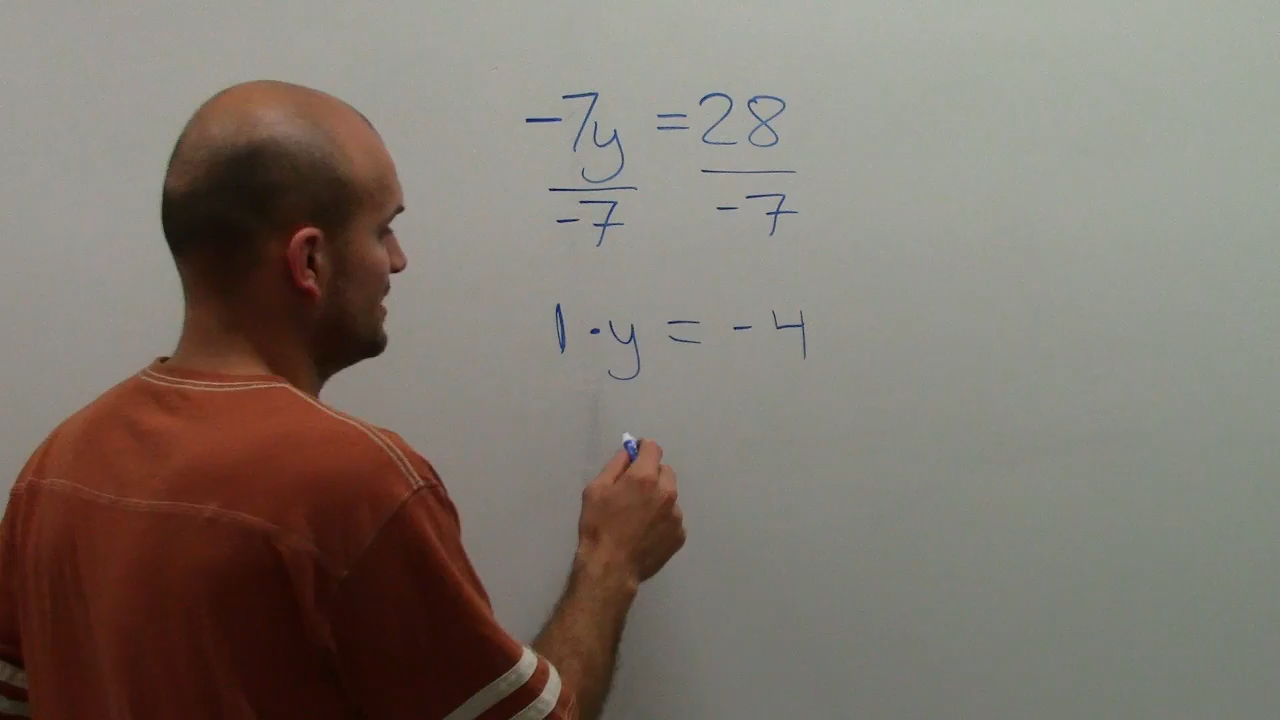 -7y = 28
-7 -7
1 · y = - 4